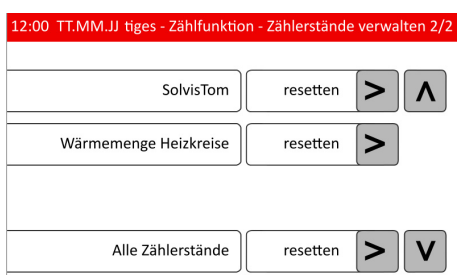 12:00 TT.MM.JJ tiges - Zählfunktion - Zählerstände verwalten 2/2
SolvisTom resetten > Λ
Wärmemenge Heizkreise resetten >
Alle Zählerstände resetten > V